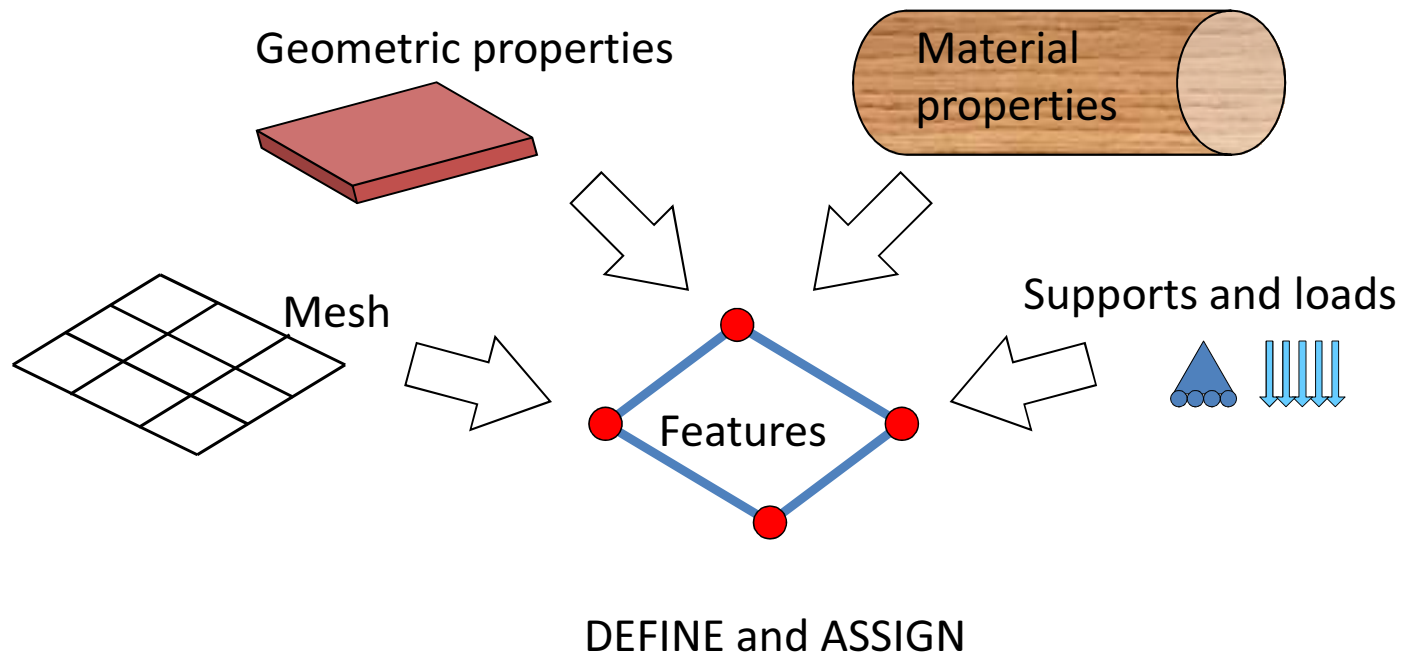 Geometric properties
Material
properties
Mesh
Supports and loads
Features
DEFINE and ASSIGN